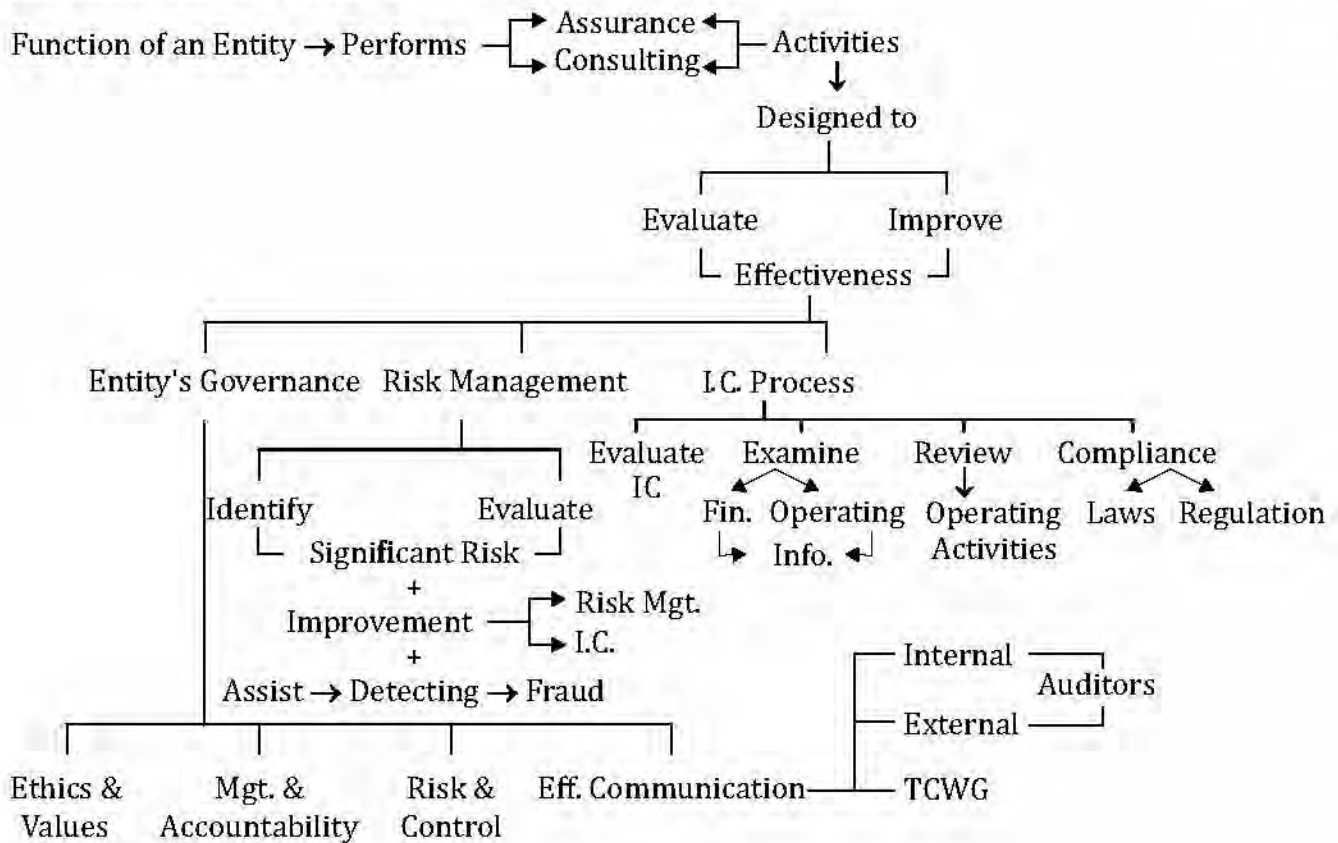 Function of an Entity → Performs
Assurance
Consulting
Activities
Designed to
Evaluate Improve
Effectiveness
Entity's Governance Risk Management I.C. Process
Evaluate IC
Examine
Review
Compliance
Fin. Operating
Info.
Operating
Activities
Laws Regulation
Identify Evaluate
Significant Risk
+
Improvement
Risk Mgt.
I.C.
+
Assist → Detecting → Fraud
Ethics &
Values
Mgt. &
Accountability
Risk &
Control
Eff. Communication
Internal
External
Auditors
TCWG